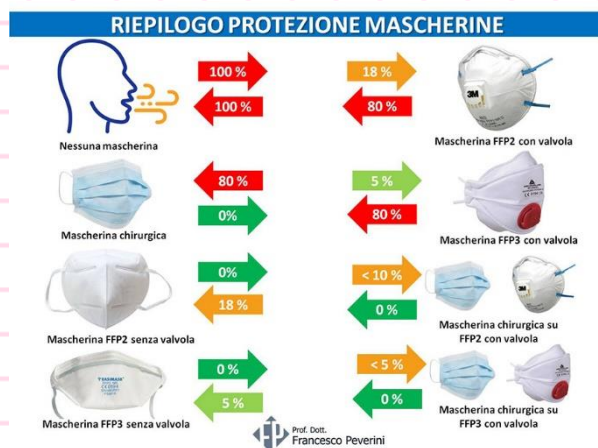 RIEPILOGO PROTEZIONE MASCHERINE
100 %
100 %
Nessuna mascherina
18 %
80 %
3M
Mascherina FFP2 con valvola
80 %
0%
Mascherina chirurgica
5 %
80 %
Mascherina FFP3 con valvola
0%
18 %
Mascherina FFP2 senza valvola
< 10 %
0 %
Mascherina chirurgica su
FFP2 con valvola
0 %
5 %
Mascherina FFP3 senza valvola
< 5 %
0 %
Mascherina chirurgica su
FFP3 con valvola
FP
Prof. Dott.
Francesco Peverini